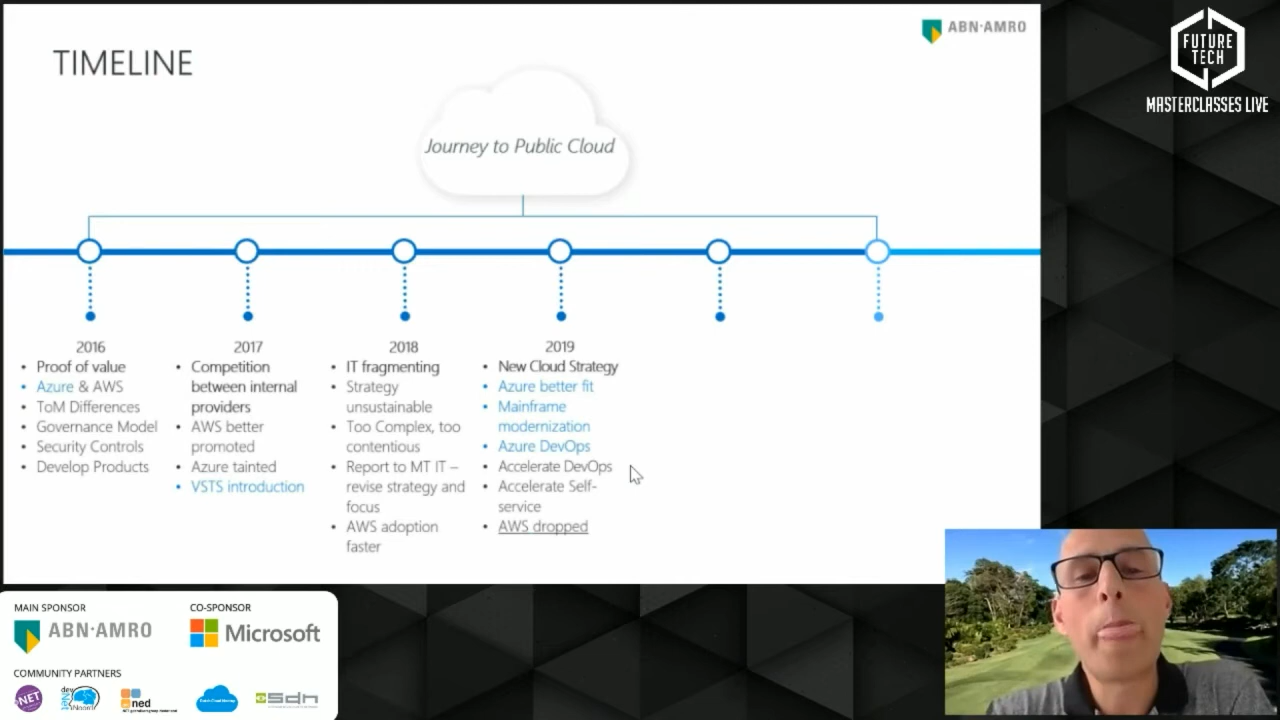 TIMELINE
ABN·AMRO
FUTURE
TECH
MASTERCLASSES LIVE
Journey to Public Cloud
2016
• Proof of value
• Azure & AWS
• ToM Differences
• Governance Model
• Security Controls
• Develop Products
2017
• Competition
between internal
providers
• AWS better
promoted
• Azure tainted
• VSTS introduction
2018
• IT fragmenting
• Strategy
unsustainable
• Too Complex, too
contentious
• Report to MT IT –
revise strategy and
focus
• AWS adoption
faster
2019
• New Cloud Strategy
• Azure better fit
• Mainframe
modernization
• Azure DevOps
• Accelerate DevOps
• Accelerate Self-
service
• AWS dropped
MAIN SPONSOR
ABN·AMRO
CO-SPONSOR
Microsoft
COMMUNITY PARTNERS
.NET
dev
Noord
ned
sdn